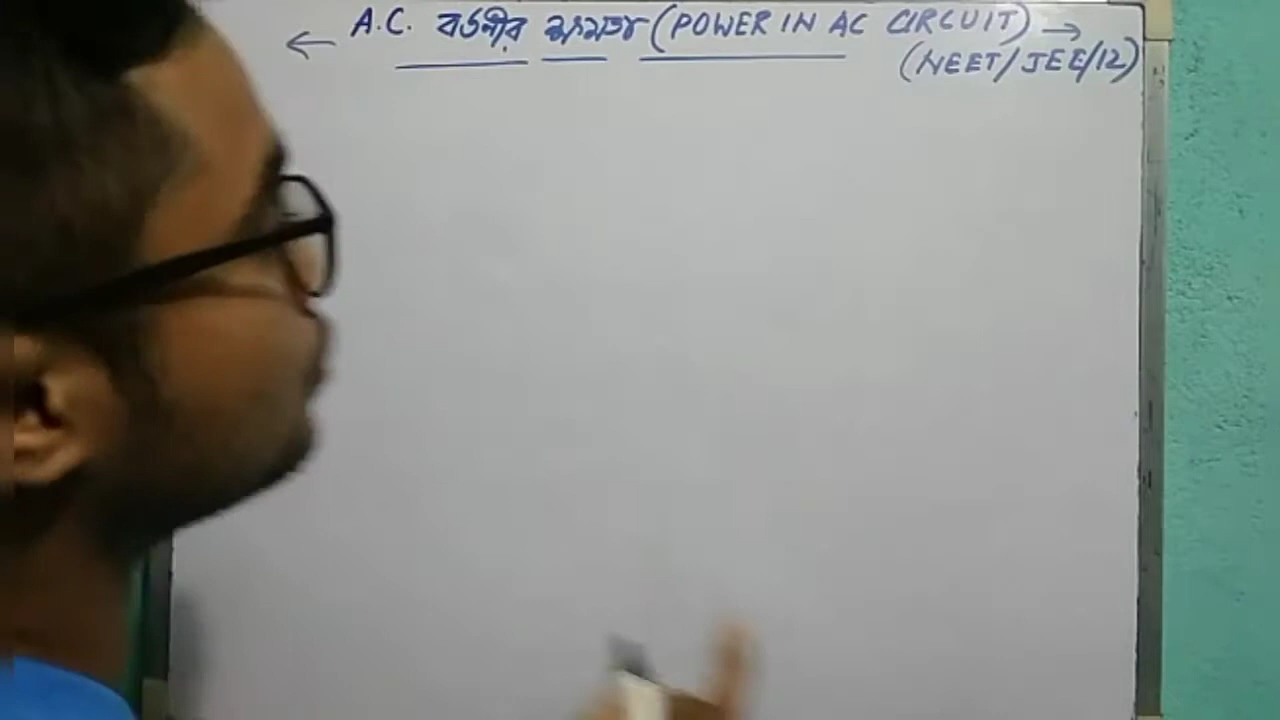 ← A.C. বর্তনীর ক্ষমতা (POWER IN AC CIRCUIT) →
(NEET/JEE/12)